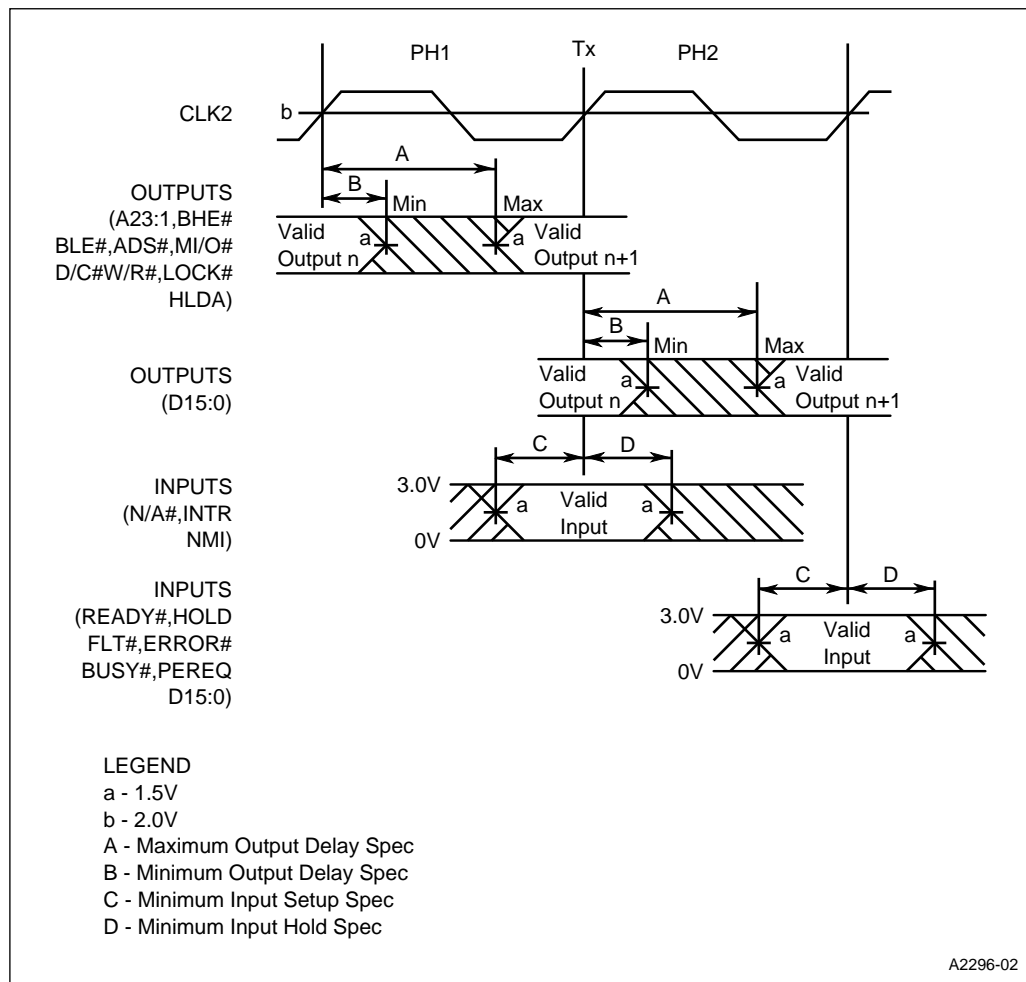 PH1 Tx PH2
CLK2 b
A
B
OUTPUTS
(A23:1,BHE#
BLE#,ADS#,MI/O#
D/C#W/R#,LOCK#
HLDA)
Min Max
Valid
Output n
a a
Valid
Output n+1
A
B
OUTPUTS
(D15:0)
Min Max
Valid
Output n
a a
Valid
Output n+1
C D
INPUTS
(N/A#,INTR
NMI)
3.0V
0V
a
Valid
Input
a
C D
INPUTS
(READY#,HOLD
FLT#,ERROR#
BUSY#,PEREQ
D15:0)
3.0V
0V
a
Valid
Input
a
LEGEND
a - 1.5V
b - 2.0V
A - Maximum Output Delay Spec
B - Minimum Output Delay Spec
C - Minimum Input Setup Spec
D - Minimum Input Hold Spec
A2296-02